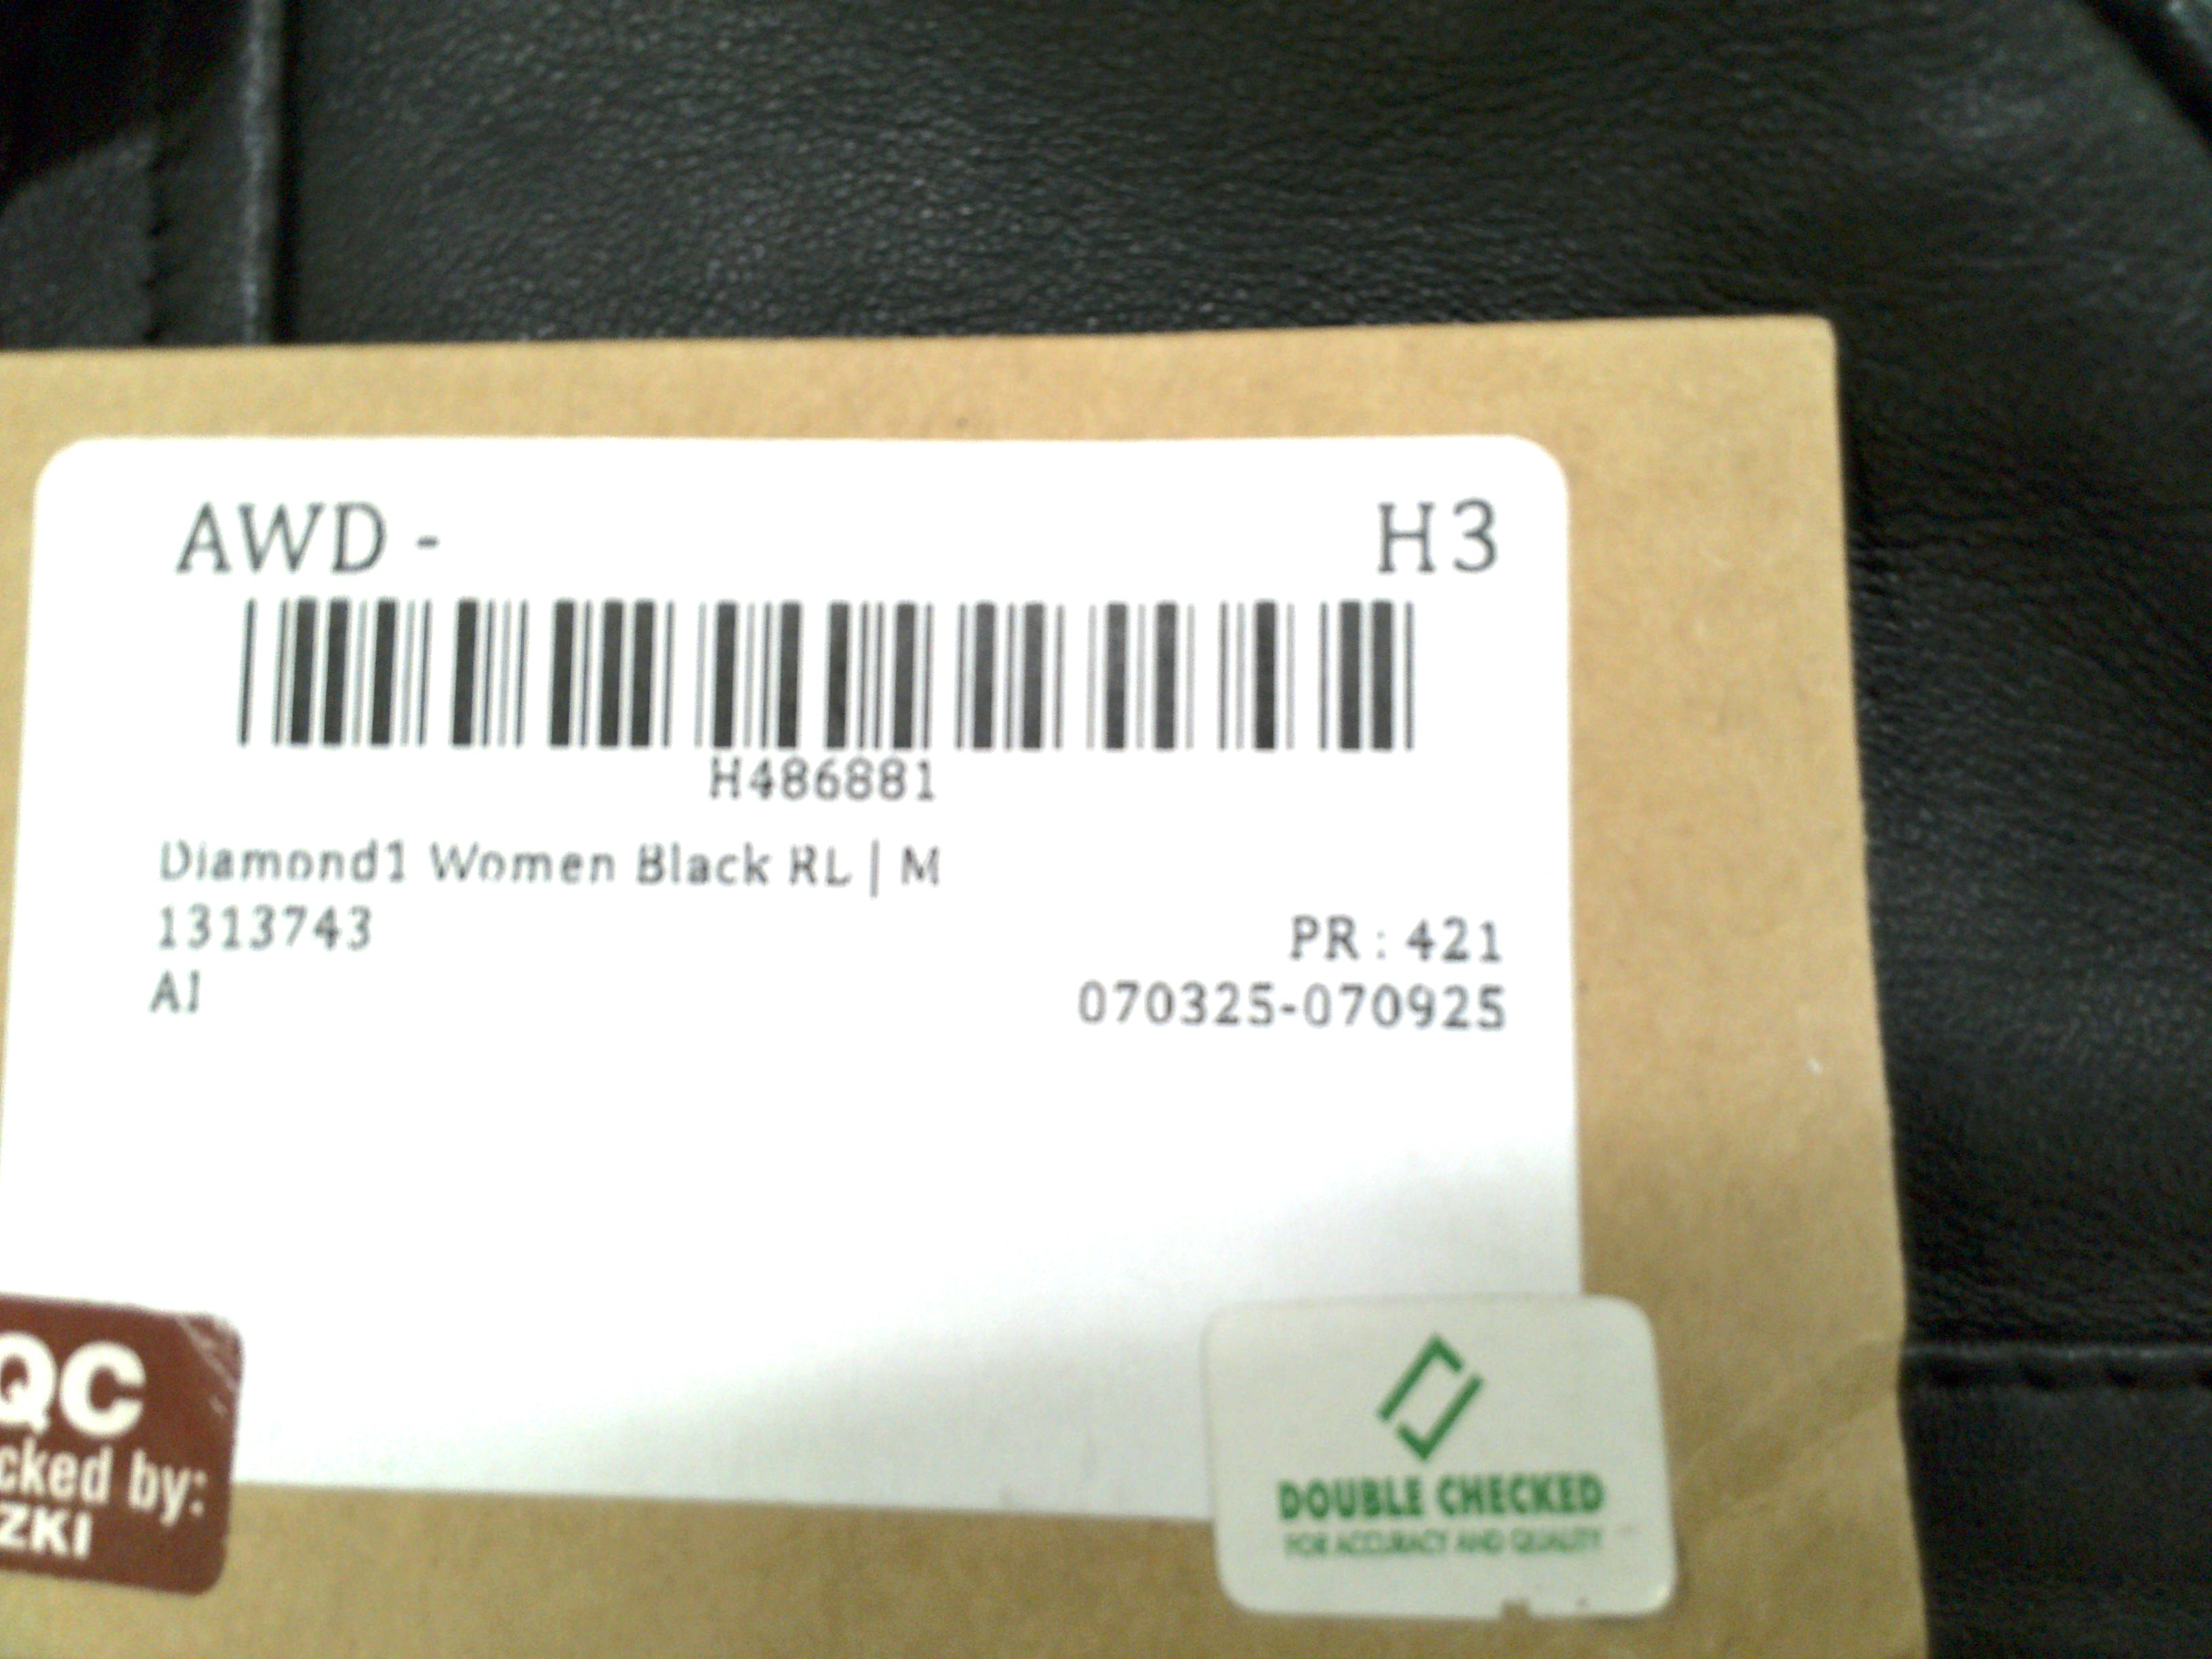 AWD - H3
H486881
Diamond1 Women Black RL | M
1313743 PR : 421
A1 070325-070925
QC
cked by:
ZKI
DOUBLE CHECKED
FOR ACCURACY AND QUALITY